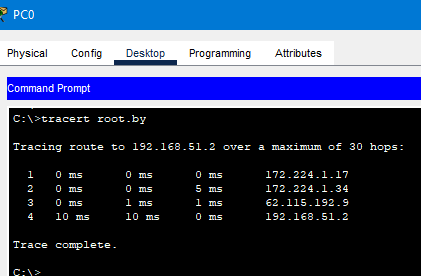 PC0
Physical Config Desktop Programming Attributes
Command Prompt
C:\>tracert root.by
Tracing route to 192.168.51.2 over a maximum of 30 hops:
1 0 ms 0 ms 0 ms 172.224.1.17
2 0 ms 0 ms 5 ms 172.224.1.34
3 0 ms 1 ms 1 ms 62.115.192.9
4 10 ms 10 ms 0 ms 192.168.51.2
Trace complete.
C:\>